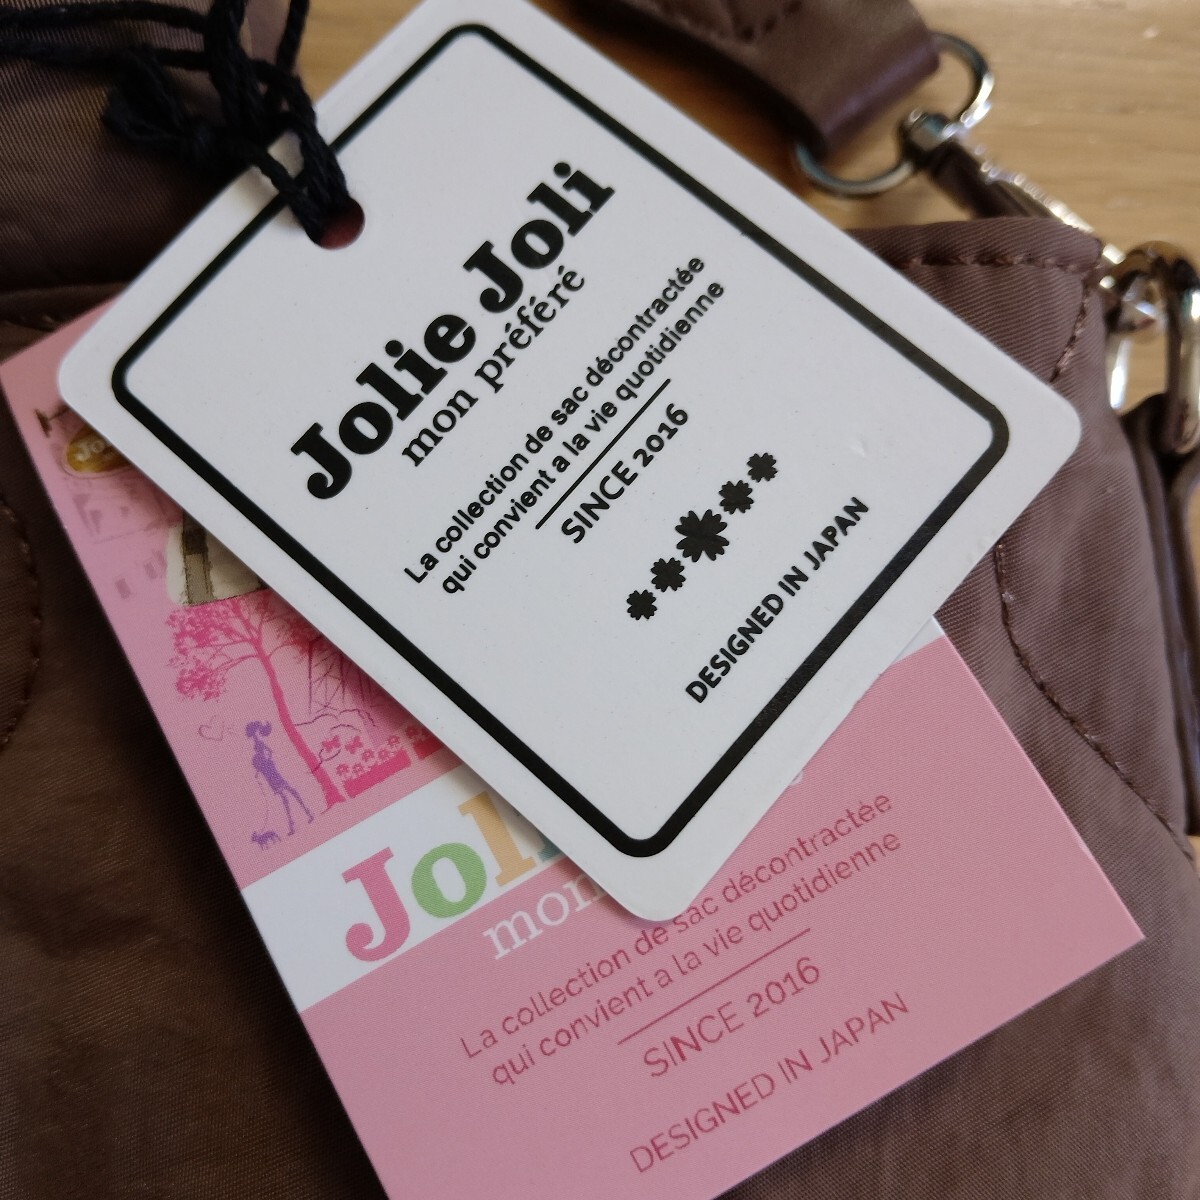 Jolie Joli
mon préféré
La collection de sac décontractée
qui convient a la vie quotidienne
SINCE 2016
DESIGNED IN JAPAN
Joli
mon
La collection de sac décontractée
qui convient a la vie quotidienne
SINCE 2016
DESIGNED IN JAPAN